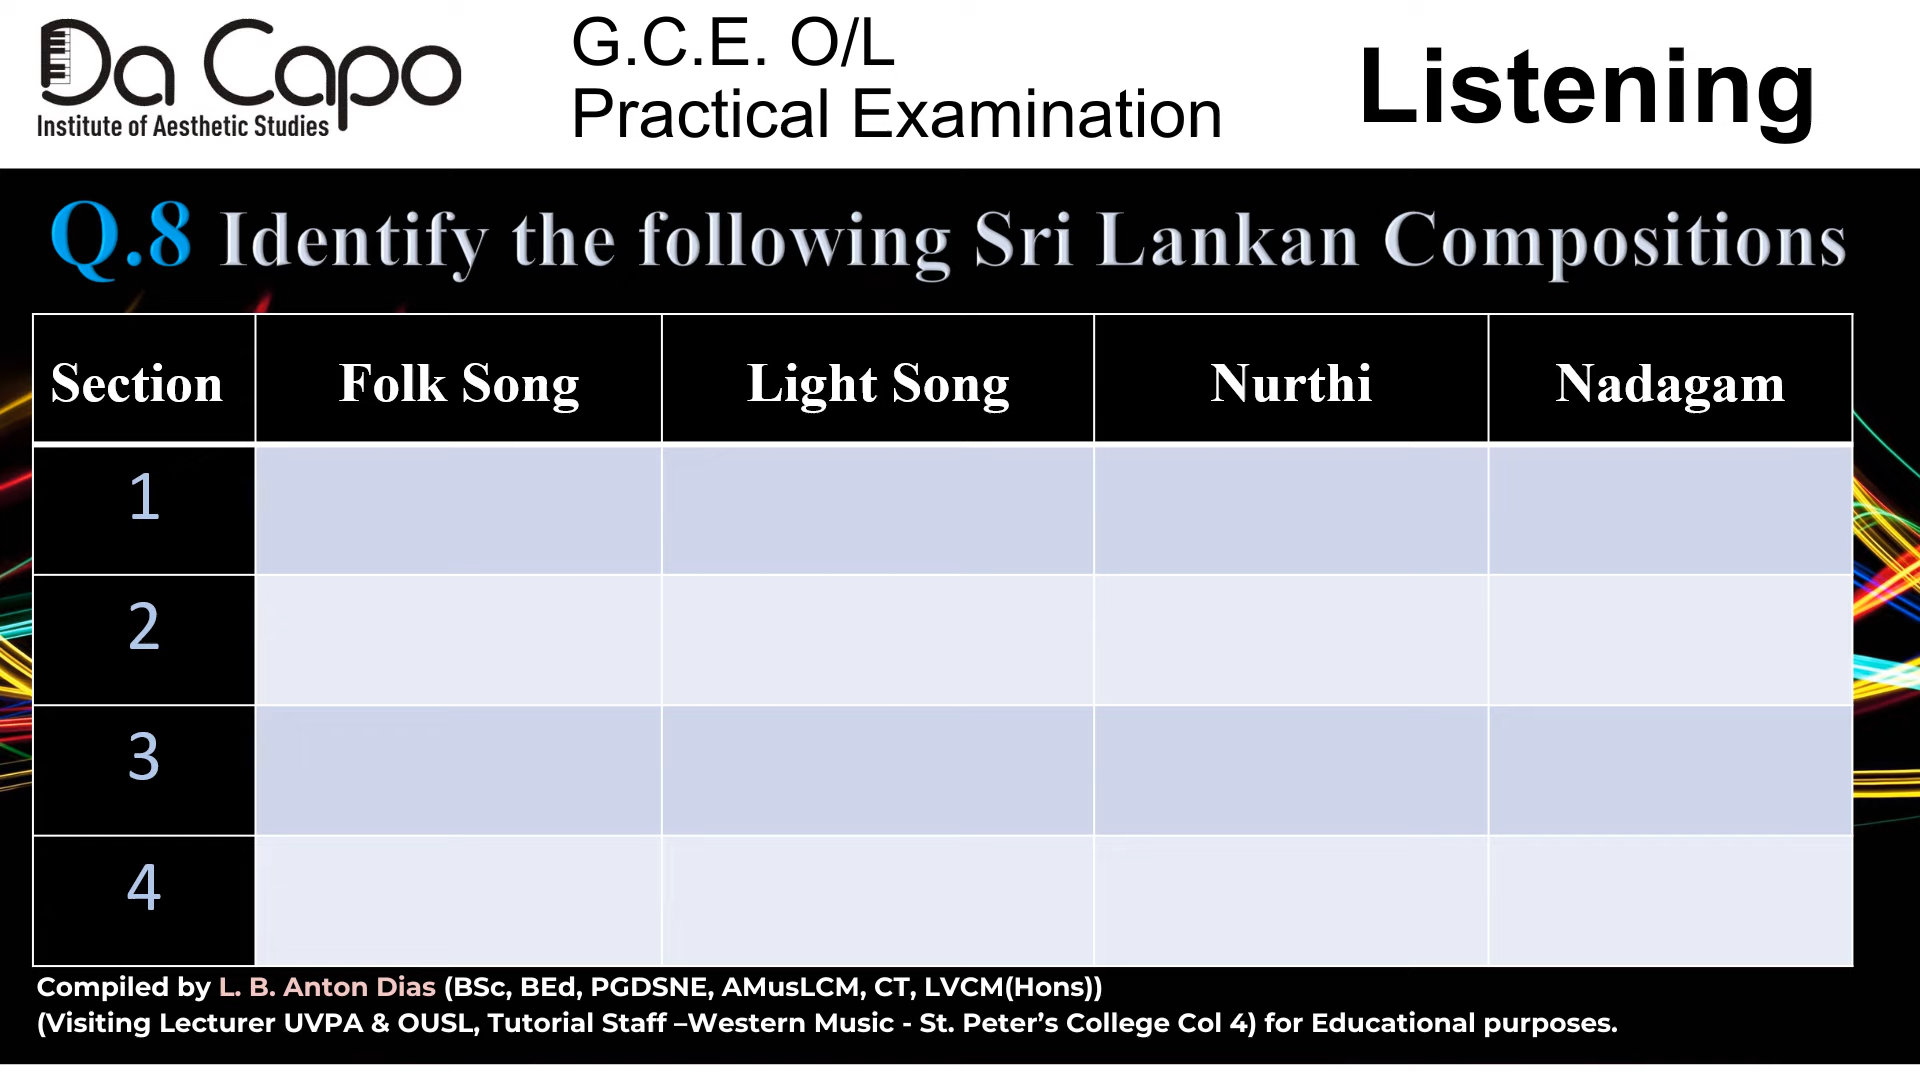 Da Capo
Institute of Aesthetic Studies
G.C.E. O/L
Practical Examination
Listening
Q.8 Identify the following Sri Lankan Compositions
Section Folk Song Light Song Nurthi Nadagam
1
2
3
4
Compiled by L. B. Anton Dias (BSc, BEd, PGDSNE, AMusLCM, CT, LVCM(Hons))
(Visiting Lecturer UVPA & OUSL, Tutorial Staff –Western Music - St. Peter’s College Col 4) for Educational purposes.